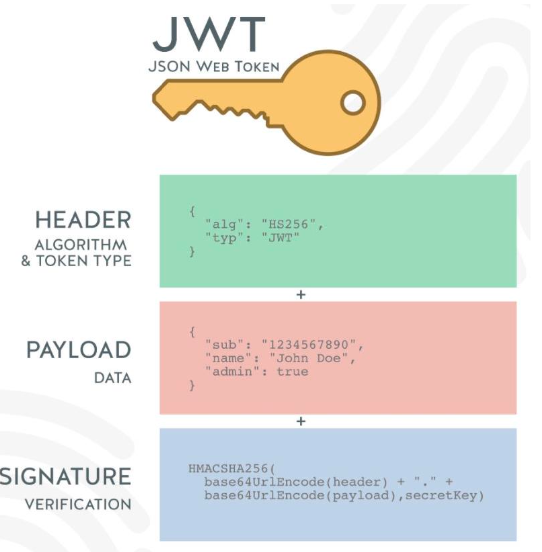 JWT
JSON WEB TOKEN
HEADER
ALGORITHM
& TOKEN TYPE
{
"alg": "HS256",
"typ": "JWT"
}
+
PAYLOAD
DATA
{
"sub": "1234567890",
"name": "John Doe",
"admin": true
}
+
SIGNATURE
VERIFICATION
HMACSHA256(
base64UrlEncode(header) + "." +
base64UrlEncode(payload),secretKey)